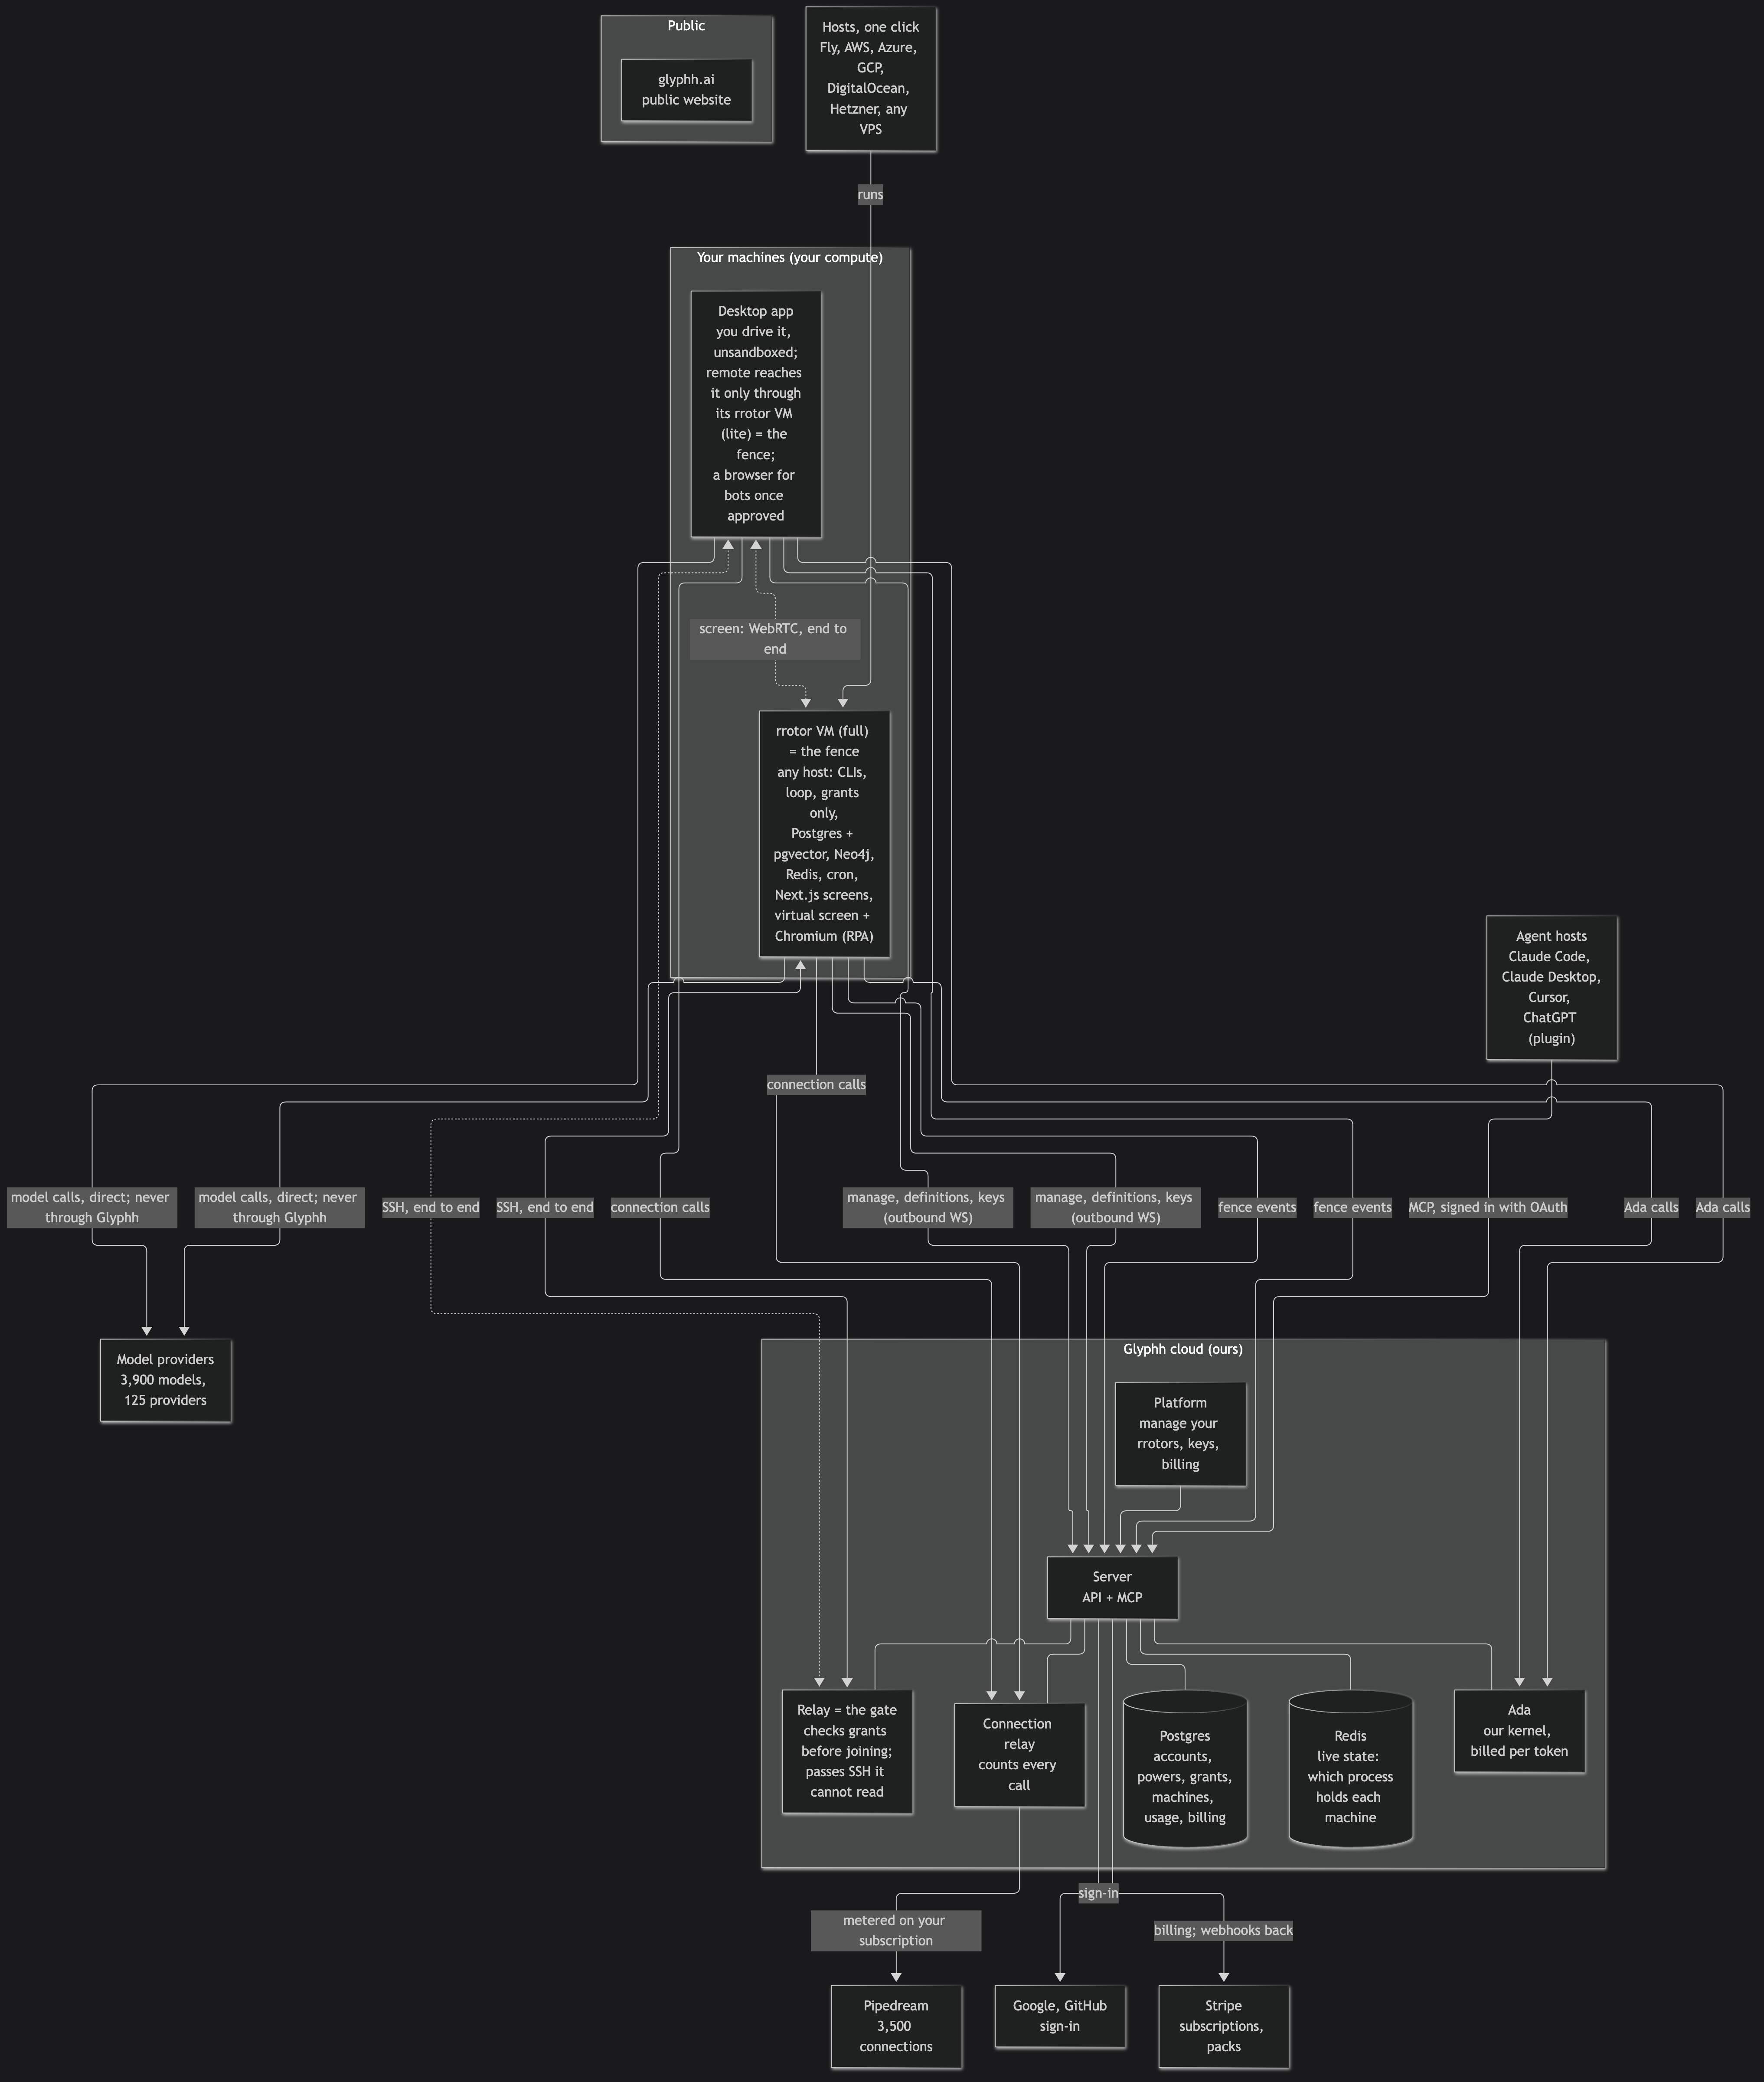 Public
glyphh.ai
public website
Hosts, one click
Fly, AWS, Azure,
GCP,
DigitalOcean,
Hetzner, any
VPS
runs
Your machines (your compute)
Desktop app
you drive it,
unsandboxed;
remote reaches
it only through
its rrotor VM
(lite) = the
fence;
a browser for
bots once
approved
screen: WebRTC, end to
end
rrotor VM (full)
= the fence
any host: CLIs,
loop, grants
only,
Postgres +
pgvector, Neo4j,
Redis, cron,
Next.js screens,
virtual screen +
Chromium (RPA)
Agent hosts
Claude Code,
Claude Desktop,
Cursor,
ChatGPT
(plugin)
connection calls
model calls, direct; never
through Glyphh
model calls, direct; never
through Glyphh
SSH, end to end
SSH, end to end
connection calls
manage, definitions, keys
(outbound WS)
manage, definitions, keys
(outbound WS)
fence events
fence events
MCP, signed in with OAuth
Ada calls
Ada calls
Model providers
3,900 models,
125 providers
Glyphh cloud (ours)
Platform
manage your
rrotors, keys,
billing
Server
API + MCP
Relay = the gate
checks grants
before joining;
passes SSH it
cannot read
Connection
relay
counts every
call
Postgres
accounts,
powers, grants,
machines,
usage, billing
Redis
live state:
which process
holds each
machine
Ada
our kernel,
billed per token
sign-in
metered on your
subscription
billing; webhooks back
Pipedream
3,500
connections
Google, GitHub
sign-in
Stripe
subscriptions,
packs